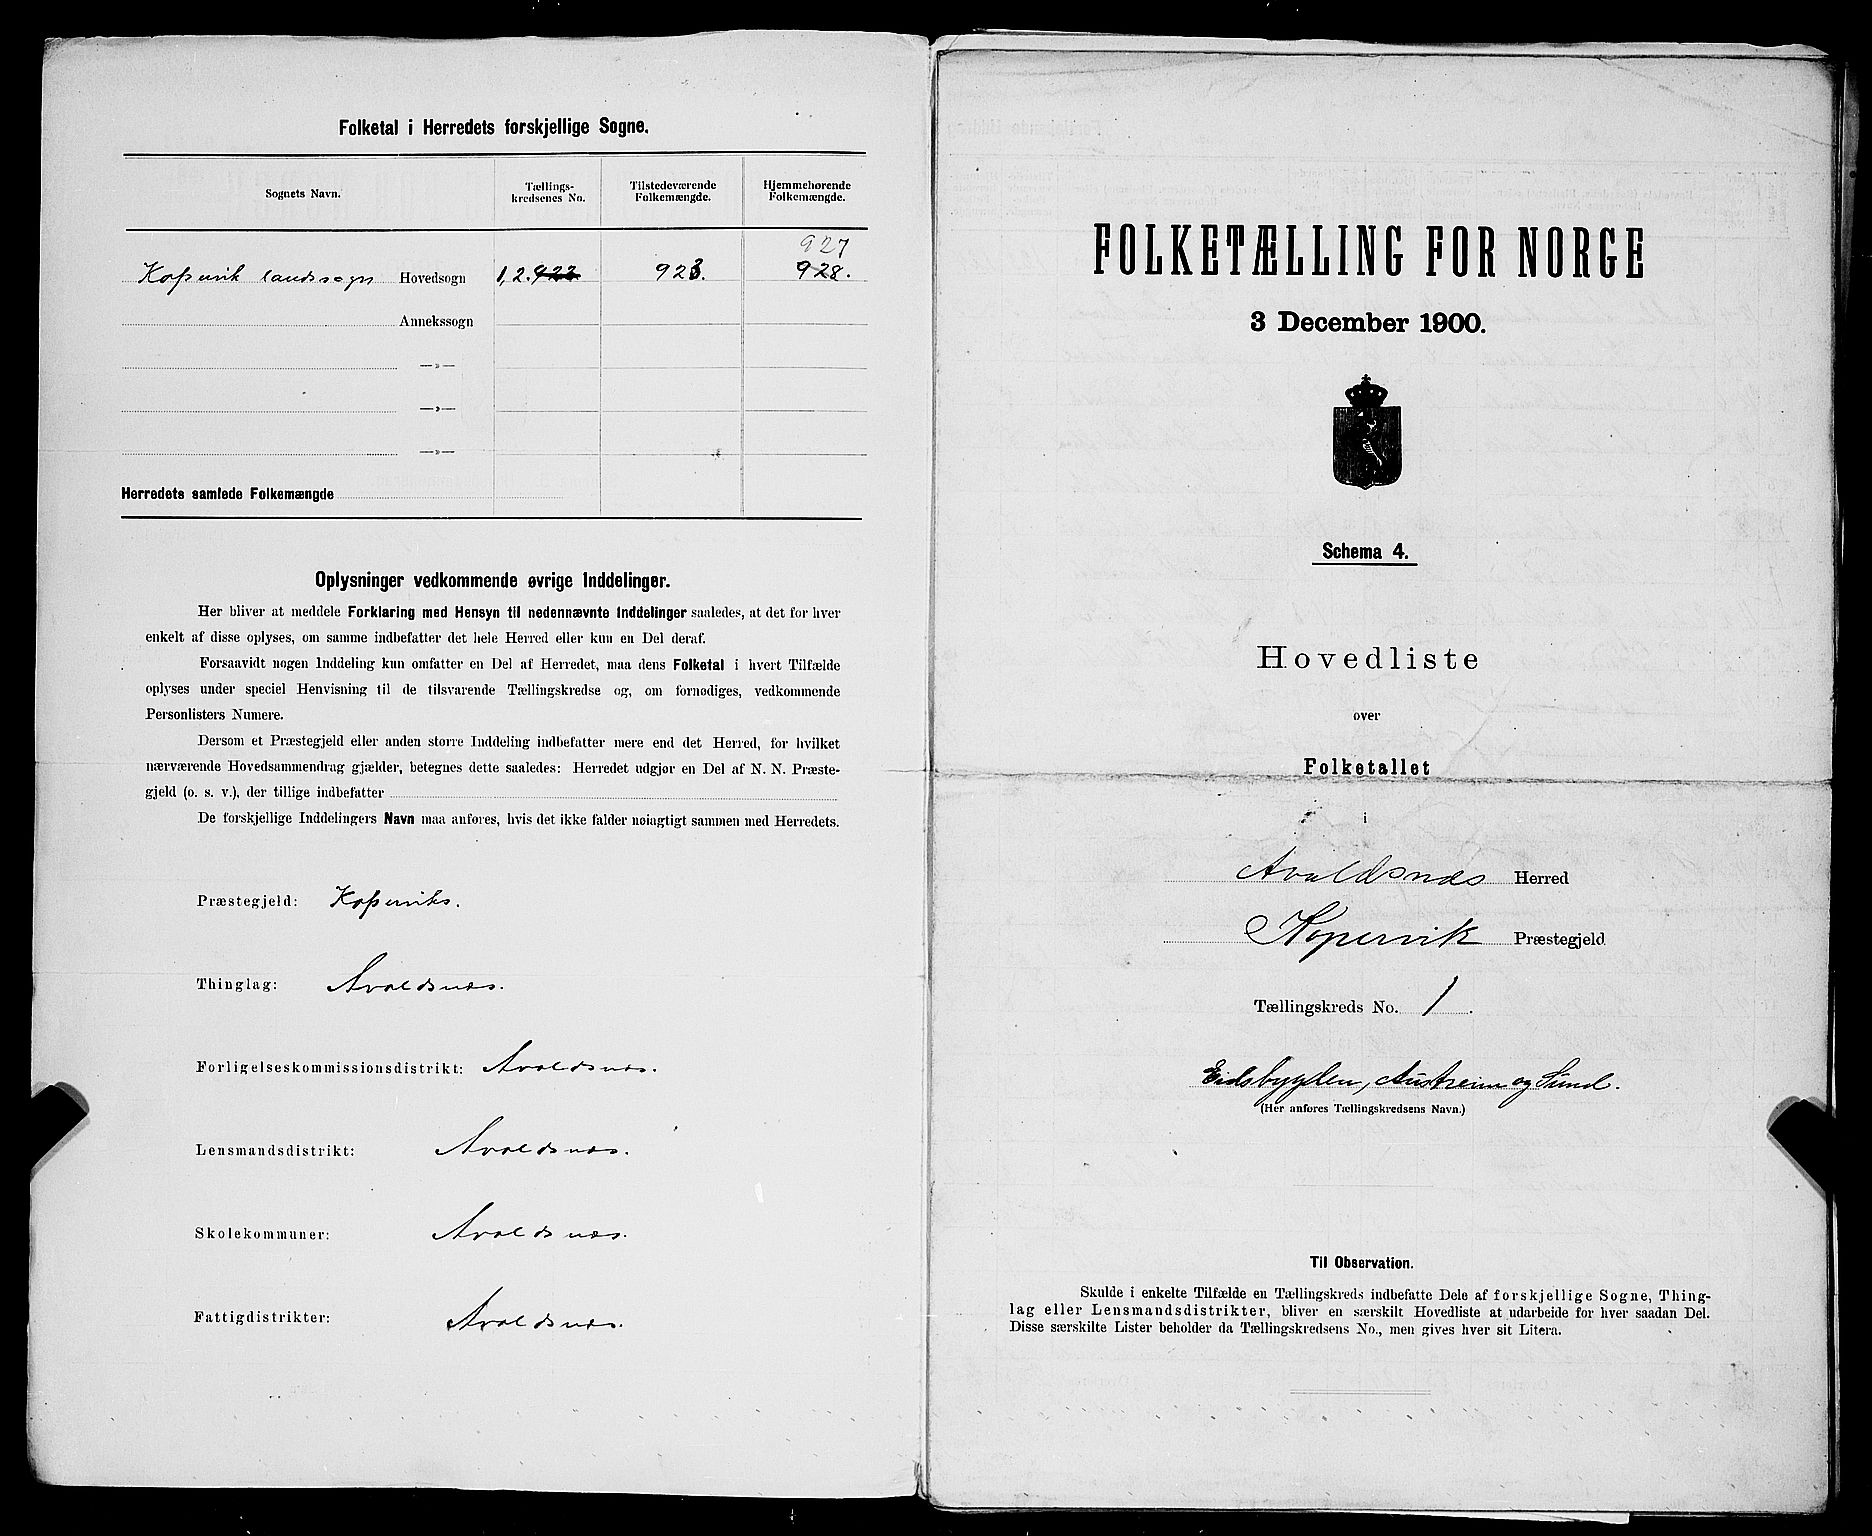 Folketal i Herredets forskjellige Sogne.
Sognets Navn. Tællings-kredsenes No. Tilstedeværende Folkemængde. Hjemmehørende Folkemængde.
927
Kopervik landssogn Hovedsogn 1,2. 923. 928.
Annekssogn
—»—
—»—
—»—
Herredets samlede Folkemængde
Oplysninger vedkommende øvrige Inddelinger.
Her bliver at meddele Forklaring med Hensyn til nedennævnte Inddelinger saaledes, at det for hver
enkelt af disse oplyses, om samme indbefatter det hele Herred eller kun en Del deraf.
Forsaavidt nogen Inddeling kun omfatter en Del af Herredet, maa dens Folketal i hvert Tilfælde
oplyses under speciel Henvisning til de tilsvarende Tællingskredse og, om fornødiges, vedkommende
Personlisters Numere.
Dersom et Præstegjeld eller anden større Inddeling indbefatter mere end det Herred, for hvilket
nærværende Hovedsammendrag gjælder, betegnes dette saaledes: Herredet udgjør en Del af N. N. Præste-
gjeld (o. s. v.), der tillige indbefatter
De forskjellige Inddelingers Navn maa anføres, hvis det ikke falder nøiagtigt sammen med Herredets.
Præstegjeld: Koperviks.
Thinglag: Avaldsnæs.
Forligelseskommissionsdistrikt: Avaldsnæs.
Lensmandsdistrikt: Avaldsnæs.
Skolekommuner: Avaldsnæs.
Fattigdistrikter: Avaldsnæs.
FOLKETÆLLING FOR NORGE
3 December 1900.
Schema 4.
Hovedliste
over
Folketallet
i
Avaldsnæs Herred
Kopervik Præstegjeld
Tællingskreds No. 1.
Eidsbygden, Austreim og Sund.
(Her anføres Tællingskredsens Navn.)
Til Observation.
Skulde i enkelte Tilfælde en Tællingskreds indbefatte Dele af forskjellige Sogne, Thing-
lag eller Lensmandsdistrikter, bliver en særskilt Hovedliste at udarbeide for hver saadan Del.
Disse særskilte Lister beholder da Tællingskredsens No., men gives hver sit Litera.